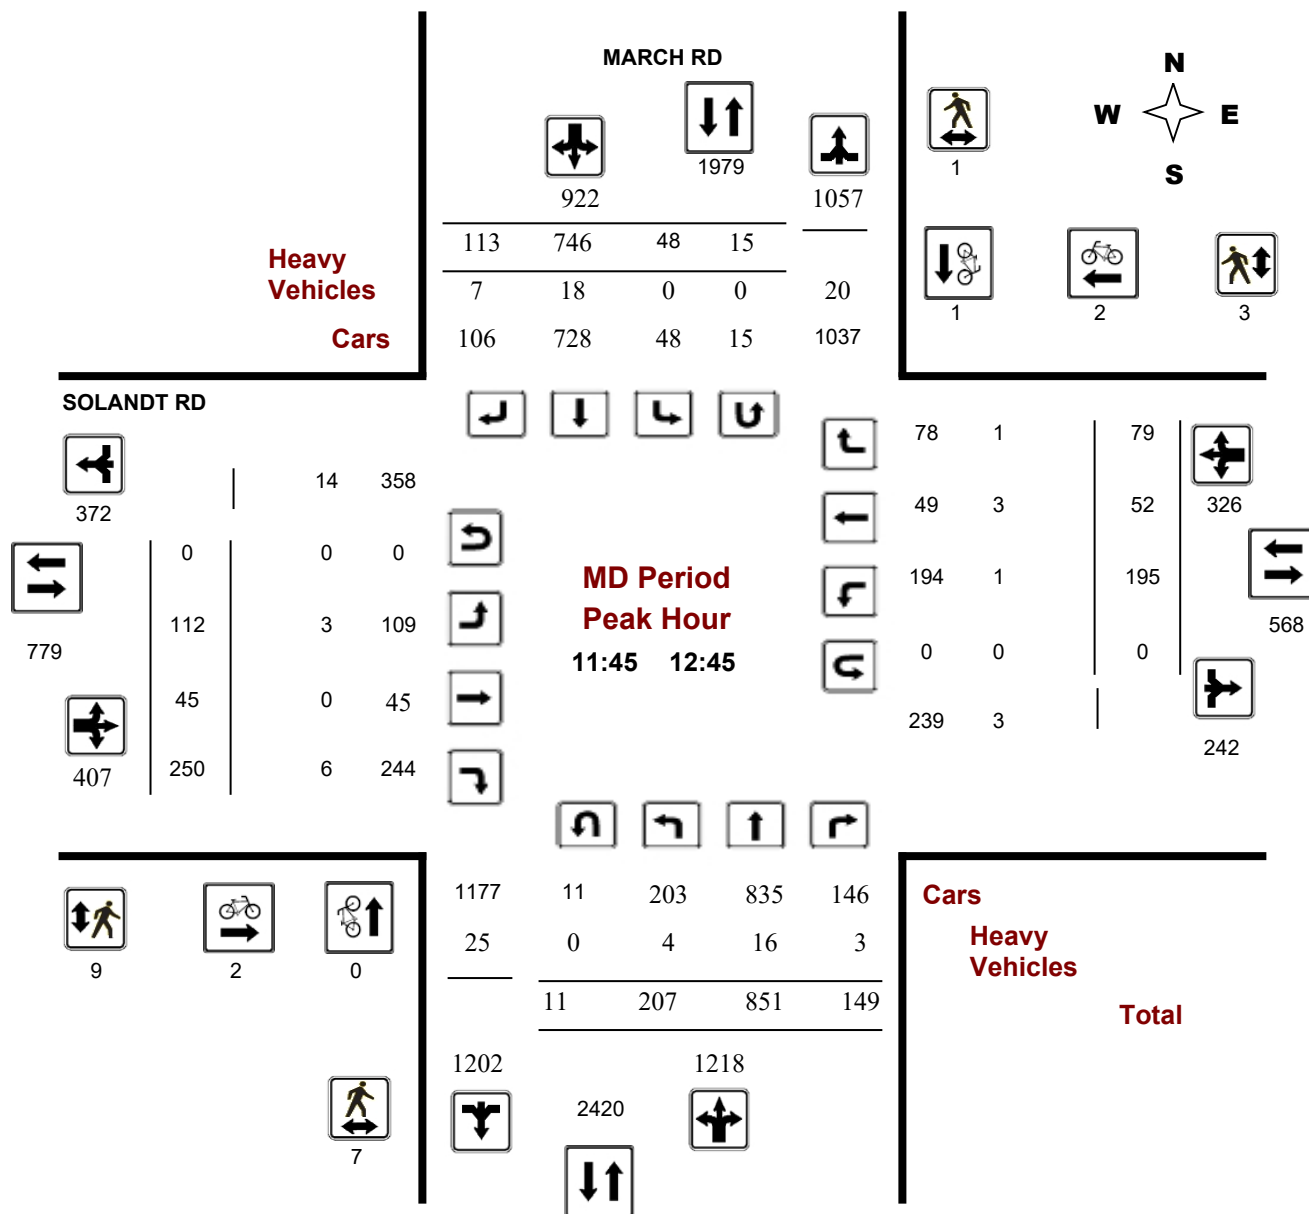 MARCH RD
N
W E
S
1979
1
922
1057
113 746 48 15
Heavy
Vehicles
7 18 0 0 20
1 2 3
Cars
106 728 48 15 1037
SOLANDT RD
78 1 79
14 358
372
49 3 52 326
0 0 0
MD Period
194 1 195
Peak Hour
112 3 109
568
779
11:45 12:45
0 0 0
45 0 45
239 3
242
407
250 6 244
1177 11 203 835 146
Cars
25 0 4 16 3
Heavy
Vehicles
9 2 0
11 207 851 149
Total
1202 1218
2420
7